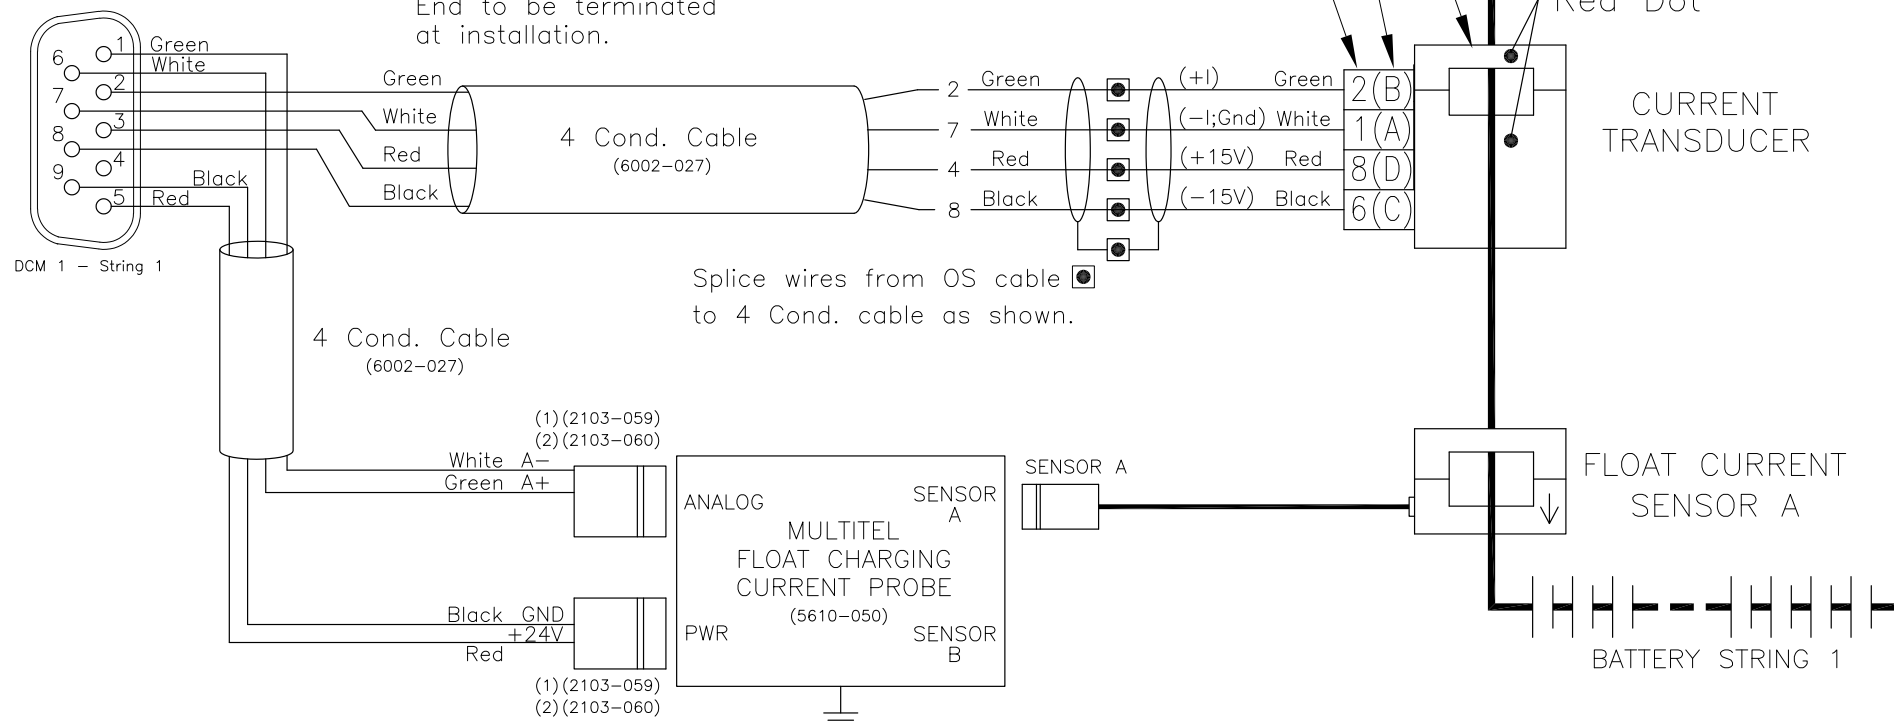 End to be terminated
at installation.
Red Dot
1 Green
6 White
2
7
3
8
4
9 Black
5 Red
DCM 1 – String 1
Green
White
Red
Black
4 Cond. Cable
(6002–027)
2 Green (+I) Green 2(B)
7 White (–I;Gnd) White 1(A)
4 Red (+15V) Red 8(D)
8 Black (–15V) Black 6(C)
CURRENT
TRANSDUCER
Splice wires from OS cable
to 4 Cond. cable as shown.
4 Cond. Cable
(6002–027)
(1)(2103–059)
(2)(2103–060)
White A–
Green A+
ANALOG
SENSOR
A
MULTITEL
FLOAT CHARGING
CURRENT PROBE
(5610–050)
Black GND
+24V
Red
PWR
SENSOR
B
(1)(2103–059)
(2)(2103–060)
SENSOR A
FLOAT CURRENT
SENSOR A
BATTERY STRING 1